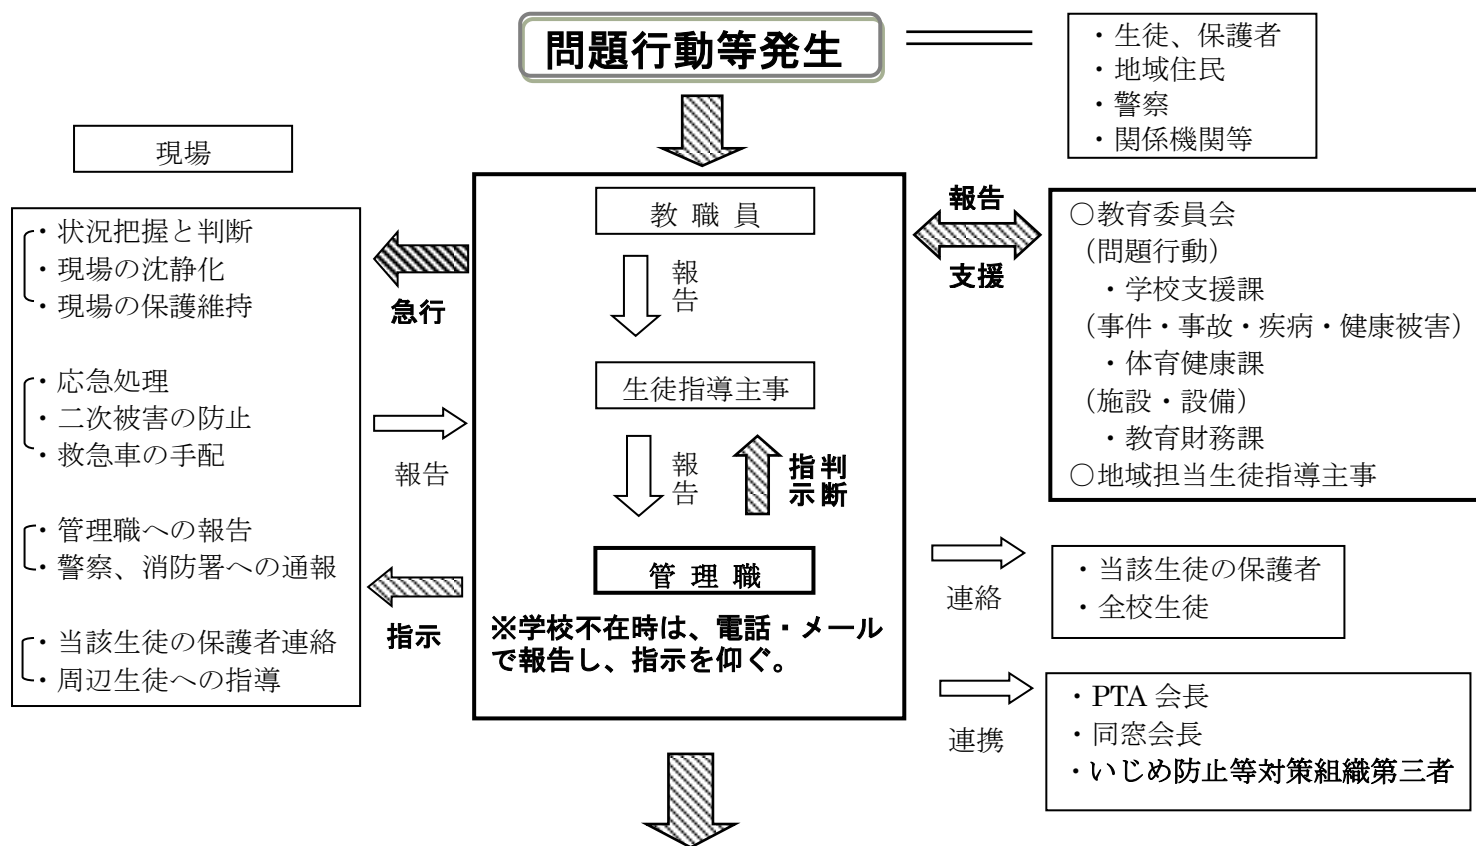 問題行動等発生
・生徒、保護者
・地域住民
・警察
・関係機関等
現場
・状況把握と判断
・現場の沈静化
・現場の保護維持
・応急処理
・二次被害の防止
・救急車の手配
・管理職への報告
・警察、消防署への通報
・当該生徒の保護者連絡
・周辺生徒への指導
急行
報告
指示
教職員
報告
生徒指導主事
報告
指示
判断
管理職
※学校不在時は、電話・メール
で報告し、指示を仰ぐ。
報告
支援
○教育委員会
（問題行動）
・学校支援課
（事件・事故・疾病・健康被害）
・体育健康課
（施設・設備）
・教育財務課
○地域担当生徒指導主事
連絡
・当該生徒の保護者
・全校生徒
連携
・PTA 会長
・同窓会長
・いじめ防止等対策組織第三者